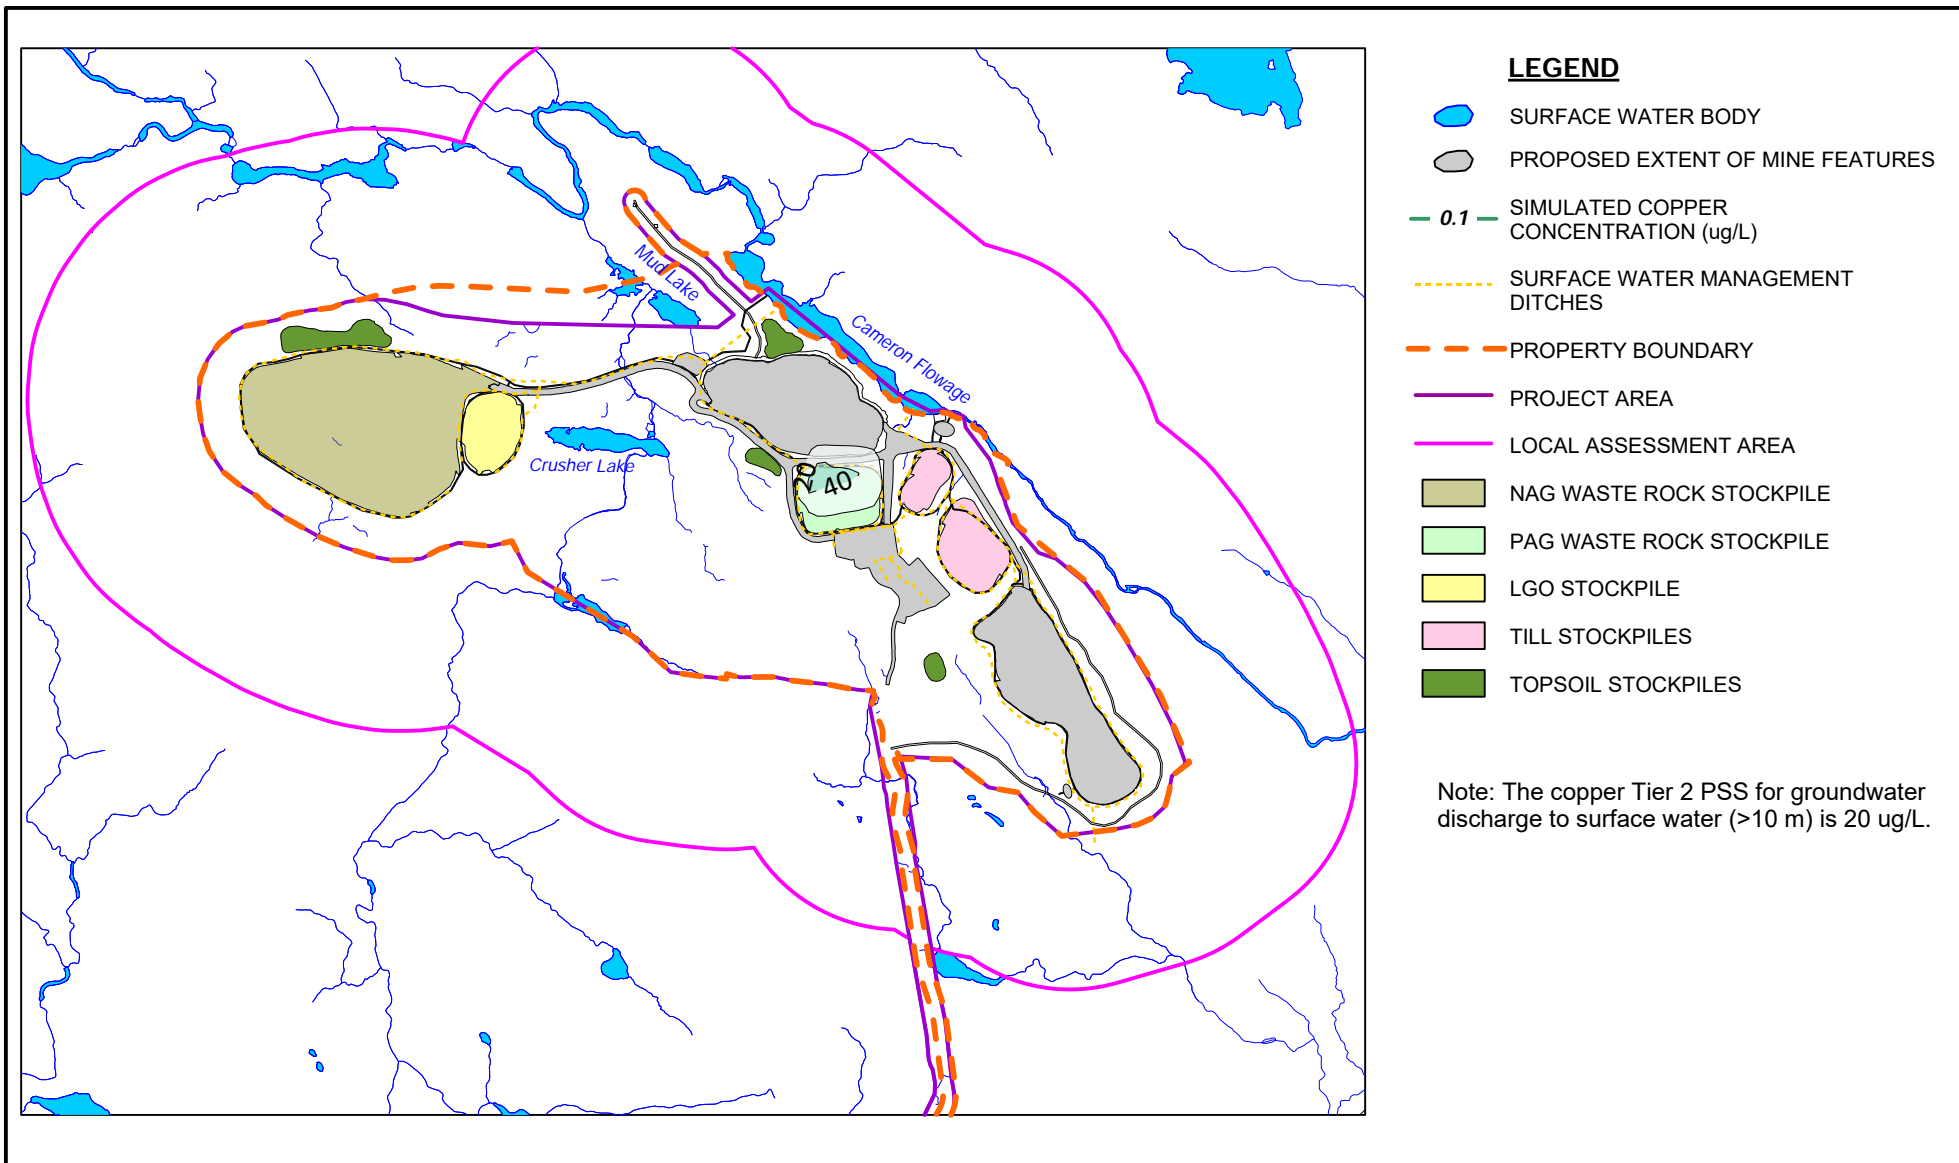 LEGEND
SURFACE WATER BODY
PROPOSED EXTENT OF MINE FEATURES
0.1
SIMULATED COPPER
CONCENTRATION (ug/L)
SURFACE WATER MANAGEMENT
DITCHES
PROPERTY BOUNDARY
PROJECT AREA
LOCAL ASSESSMENT AREA
NAG WASTE ROCK STOCKPILE
PAG WASTE ROCK STOCKPILE
LGO STOCKPILE
TILL STOCKPILES
TOPSOIL STOCKPILES
Note: The copper Tier 2 PSS for groundwater
discharge to surface water (>10 m) is 20 ug/L.
Mud Lake
Cameron Flowage
Crusher Lake
20
40